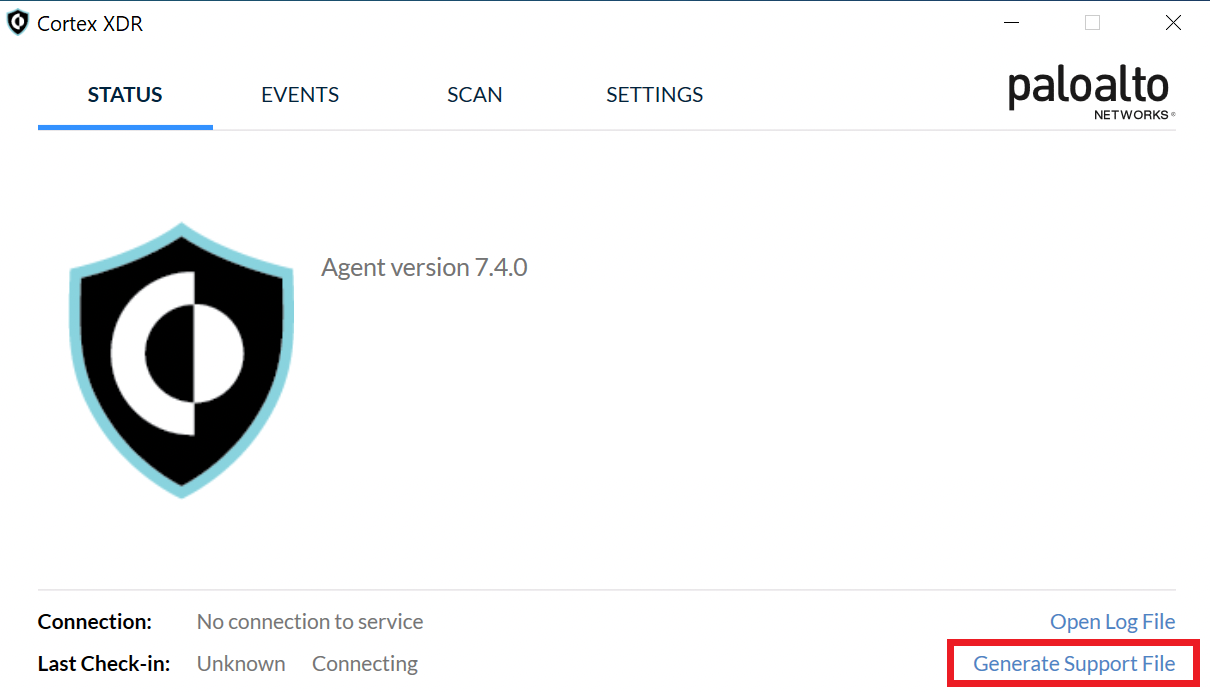 Cortex XDR
STATUS EVENTS SCAN SETTINGS
paloalto
NETWORKS®
Agent version 7.4.0
Connection: No connection to service Open Log File
Last Check-in: Unknown Connecting Generate Support File